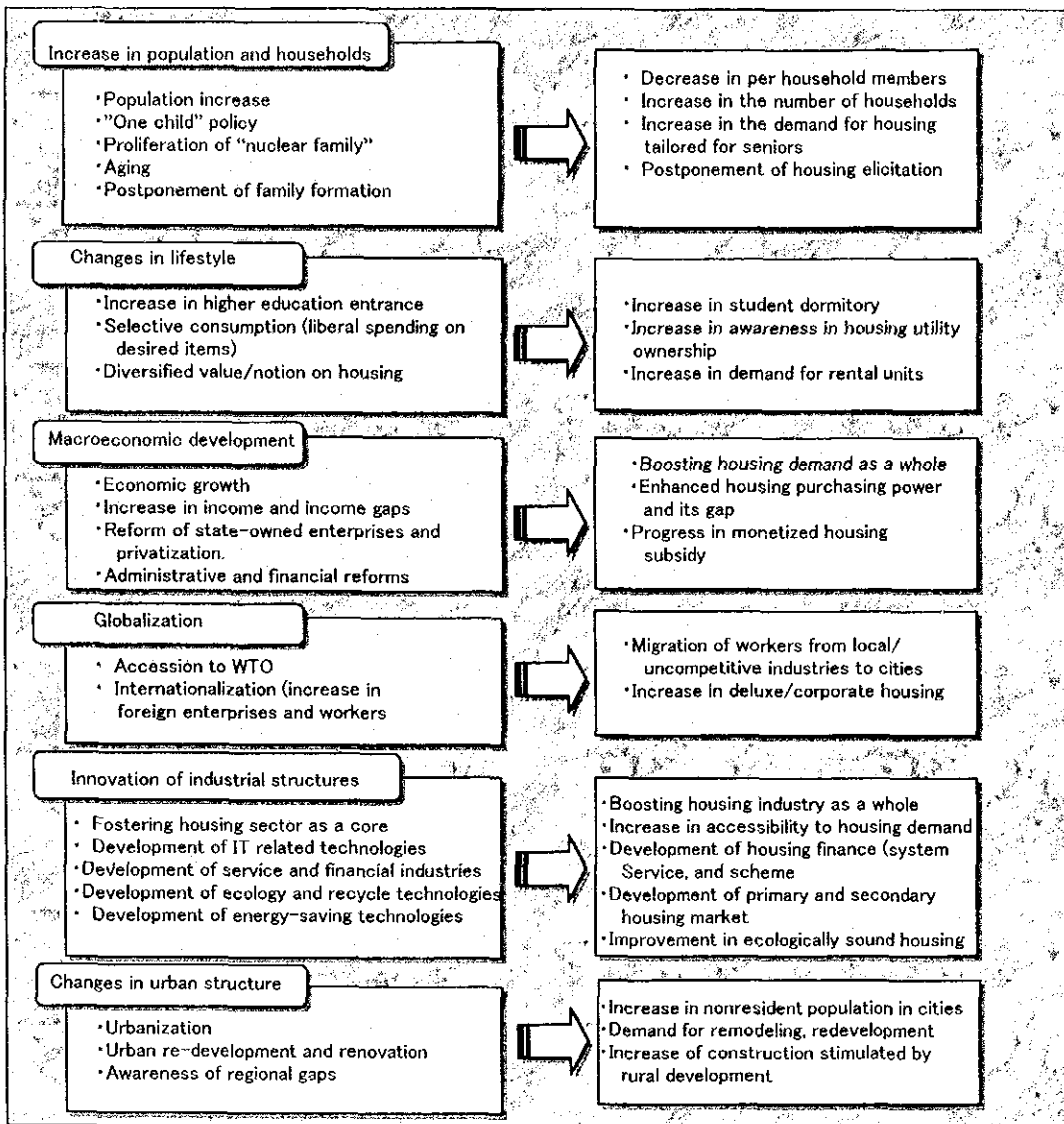 Increase in population and households
・Population increase
・"One child" policy
・Proliferation of "nuclear family"
・Aging
・Postponement of family formation
・Decrease in per household members
・Increase in the number of households
・Increase in the demand for housing
tailored for seniors
・Postponement of housing elicitation
Changes in lifestyle
・Increase in higher education entrance
・Selective consumption (liberal spending on
desired items)
・Diversified value/notion on housing
・Increase in student dormitory
・Increase in awareness in housing utility
ownership
・Increase in demand for rental units
Macroeconomic development
・Economic growth
・Increase in income and income gaps
・Reform of state-owned enterprises and
privatization.
・Administrative and financial reforms
・Boosting housing demand as a whole
・Enhanced housing purchasing power
and its gap
・Progress in monetized housing
subsidy
Globalization
・Accession to WTO
・Internationalization (increase in
foreign enterprises and workers
・Migration of workers from local/
uncompetitive industries to cities
・Increase in deluxe/corporate housing
Innovation of industrial structures
・Fostering housing sector as a core
・Development of IT related technologies
・Development of service and financial industries
・Development of ecology and recycle technologies
・Development of energy-saving technologies
・Boosting housing industry as a whole
・Increase in accessibility to housing demand
・Development of housing finance (system
Service, and scheme
・Development of primary and secondary
housing market
・Improvement in ecologically sound housing
Changes in urban structure
・Urbanization
・Urban re-development and renovation
・Awareness of regional gaps
・Increase in nonresident population in cities
・Demand for remodeling, redevelopment
・Increase of construction stimulated by
rural development